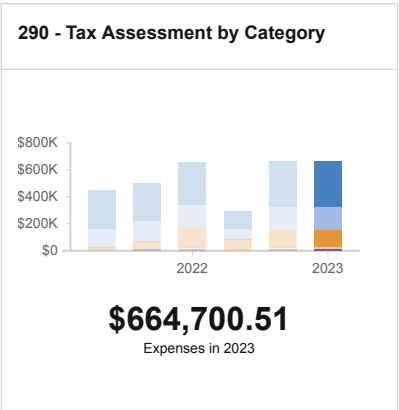 290 - Tax Assessment by Category
$800K
$600K
$400K
$200K
$0
2022 2023
$664,700.51
Expenses in 2023